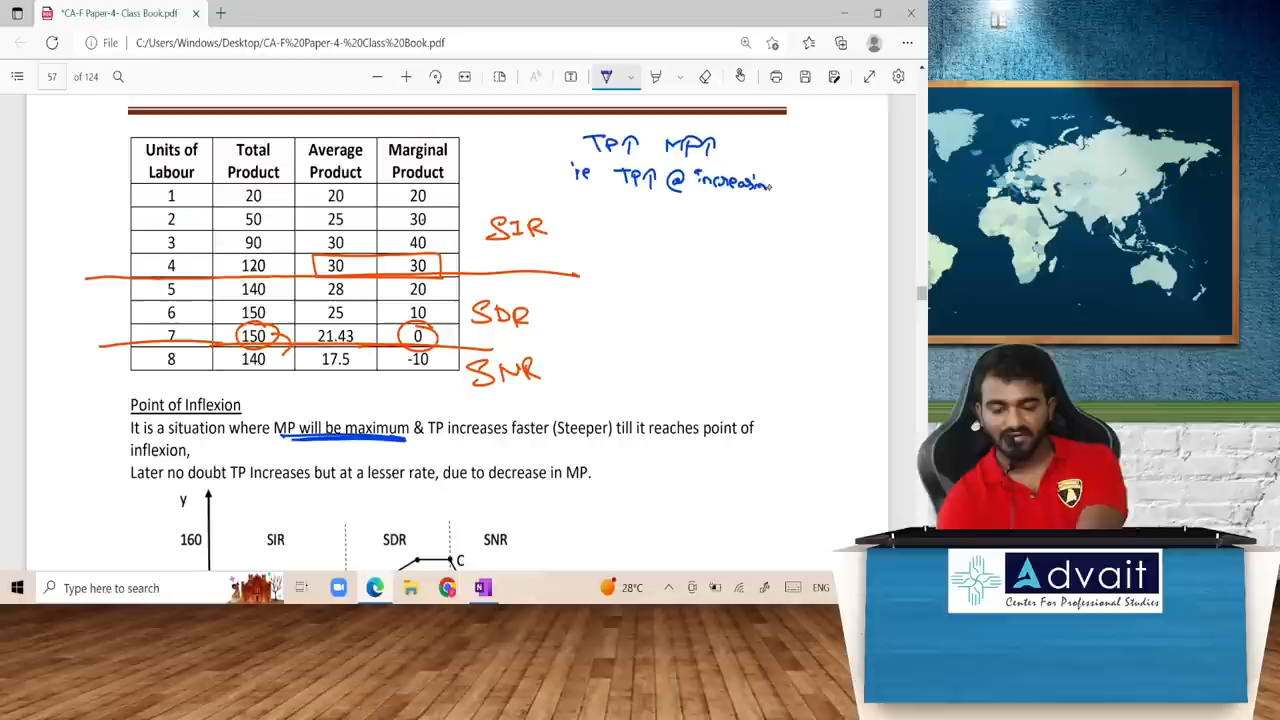 *CA-F Paper-4- Class Book.pdf
File
C:/Users/Windows/Desktop/CA-F%20Paper-4-%20Class%20Book.pdf
57 of 124
Units of Labour Total Product Average Product Marginal Product
1 20 20 20
2 50 25 30
3 90 30 40
4 120 30 30
5 140 28 20
6 150 25 10
7 150 21.43 0
8 140 17.5 -10
TP↑ MP↑
ie TP↑ @ increasin
SIR
SDR
SNR
Point of Inflexion
It is a situation where MP will be maximum & TP increases faster (Steeper) till it reaches point of
inflexion,
Later no doubt TP Increases but at a lesser rate, due to decrease in MP.
y
160 SIR SDR SNR
C
Type here to search
28°C
ENG
Advait
Center For Professional Studies